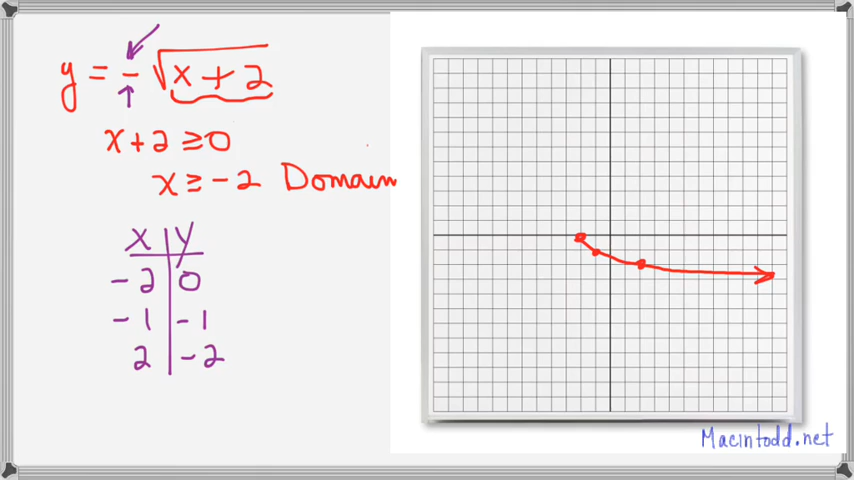 y = - √x + 2
x + 2 ≥ 0
x ≥ - 2 Domain
x y
- 2 0
- 1 - 1
2 - 2
Macintodd.net